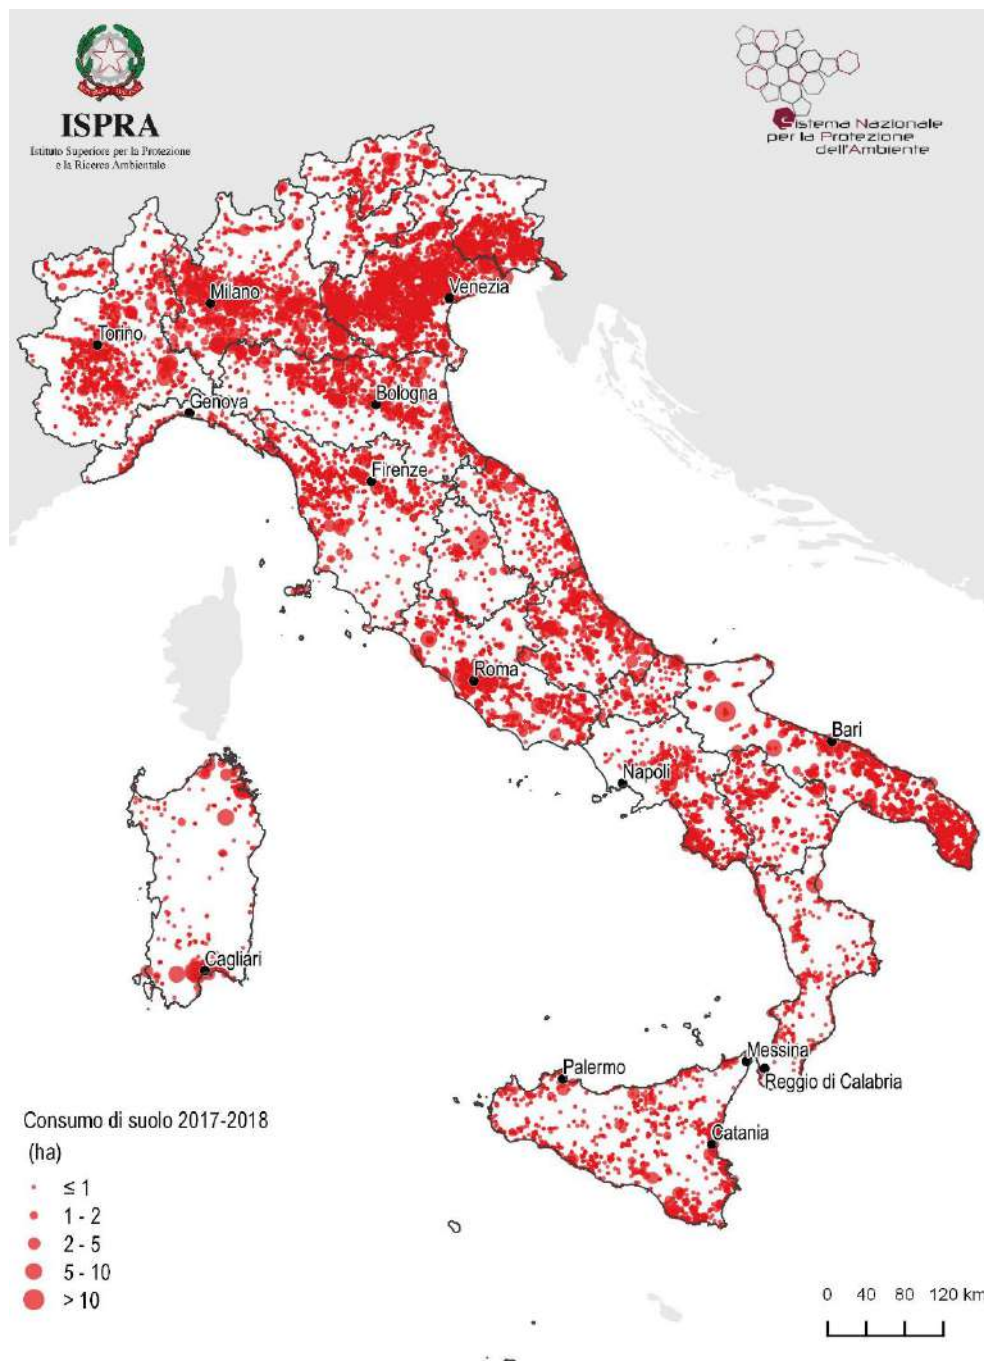 ISPRA
Istituto Superiore per la Protezione
e la Ricerca Ambientale
Sistema Nazionale
per la Protezione
dell'Ambiente
Milano
Venezia
Torino
Bologna
Genova
Firenze
Roma
Bari
Napoli
Cagliari
Messina
Palermo
Reggio di Calabria
Catania
Consumo di suolo 2017-2018
(ha)
≤ 1
1 - 2
2 - 5
5 - 10
> 10
0 40 80 120 km